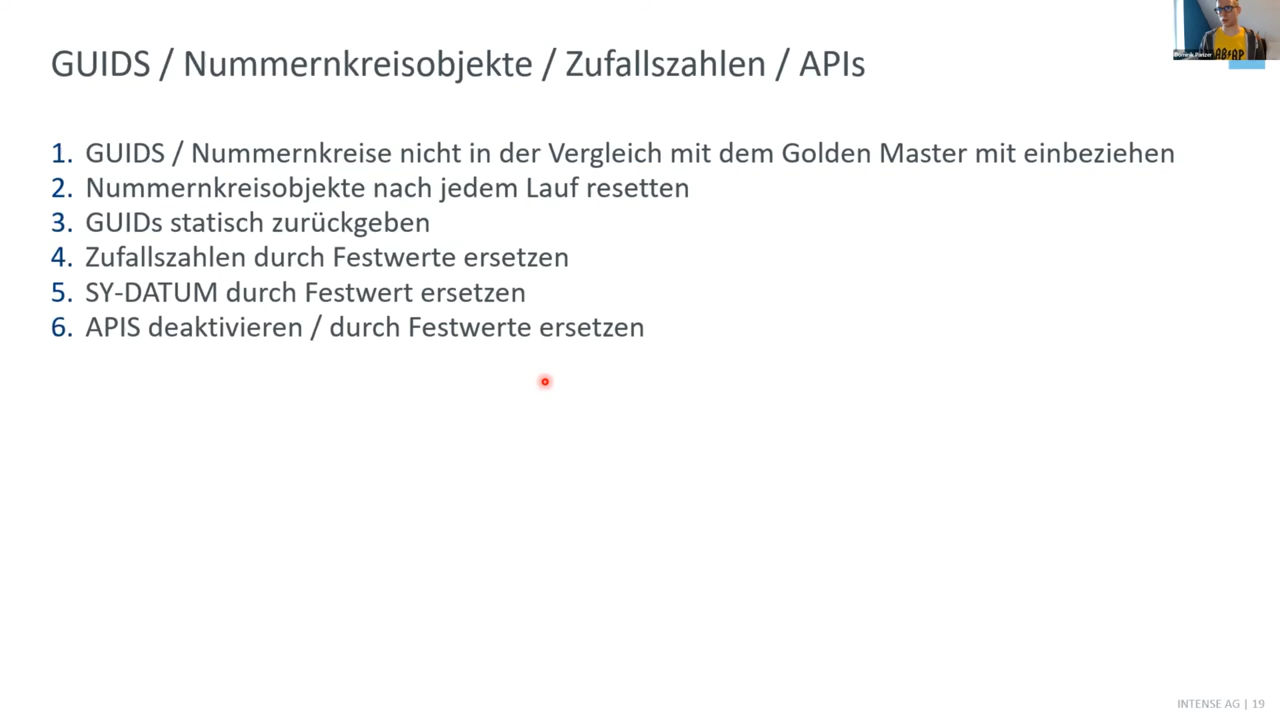 GUIDS / Nummernkreisobjekte / Zufallszahlen / APIs
1. GUIDS / Nummernkreise nicht in der Vergleich mit dem Golden Master mit einbeziehen
2. Nummernkreisobjekte nach jedem Lauf resetten
3. GUIDs statisch zurückgeben
4. Zufallszahlen durch Festwerte ersetzen
5. SY-DATUM durch Festwert ersetzen
6. APIS deaktivieren / durch Festwerte ersetzen
Dominik Panzer
INTENSE AG | 19